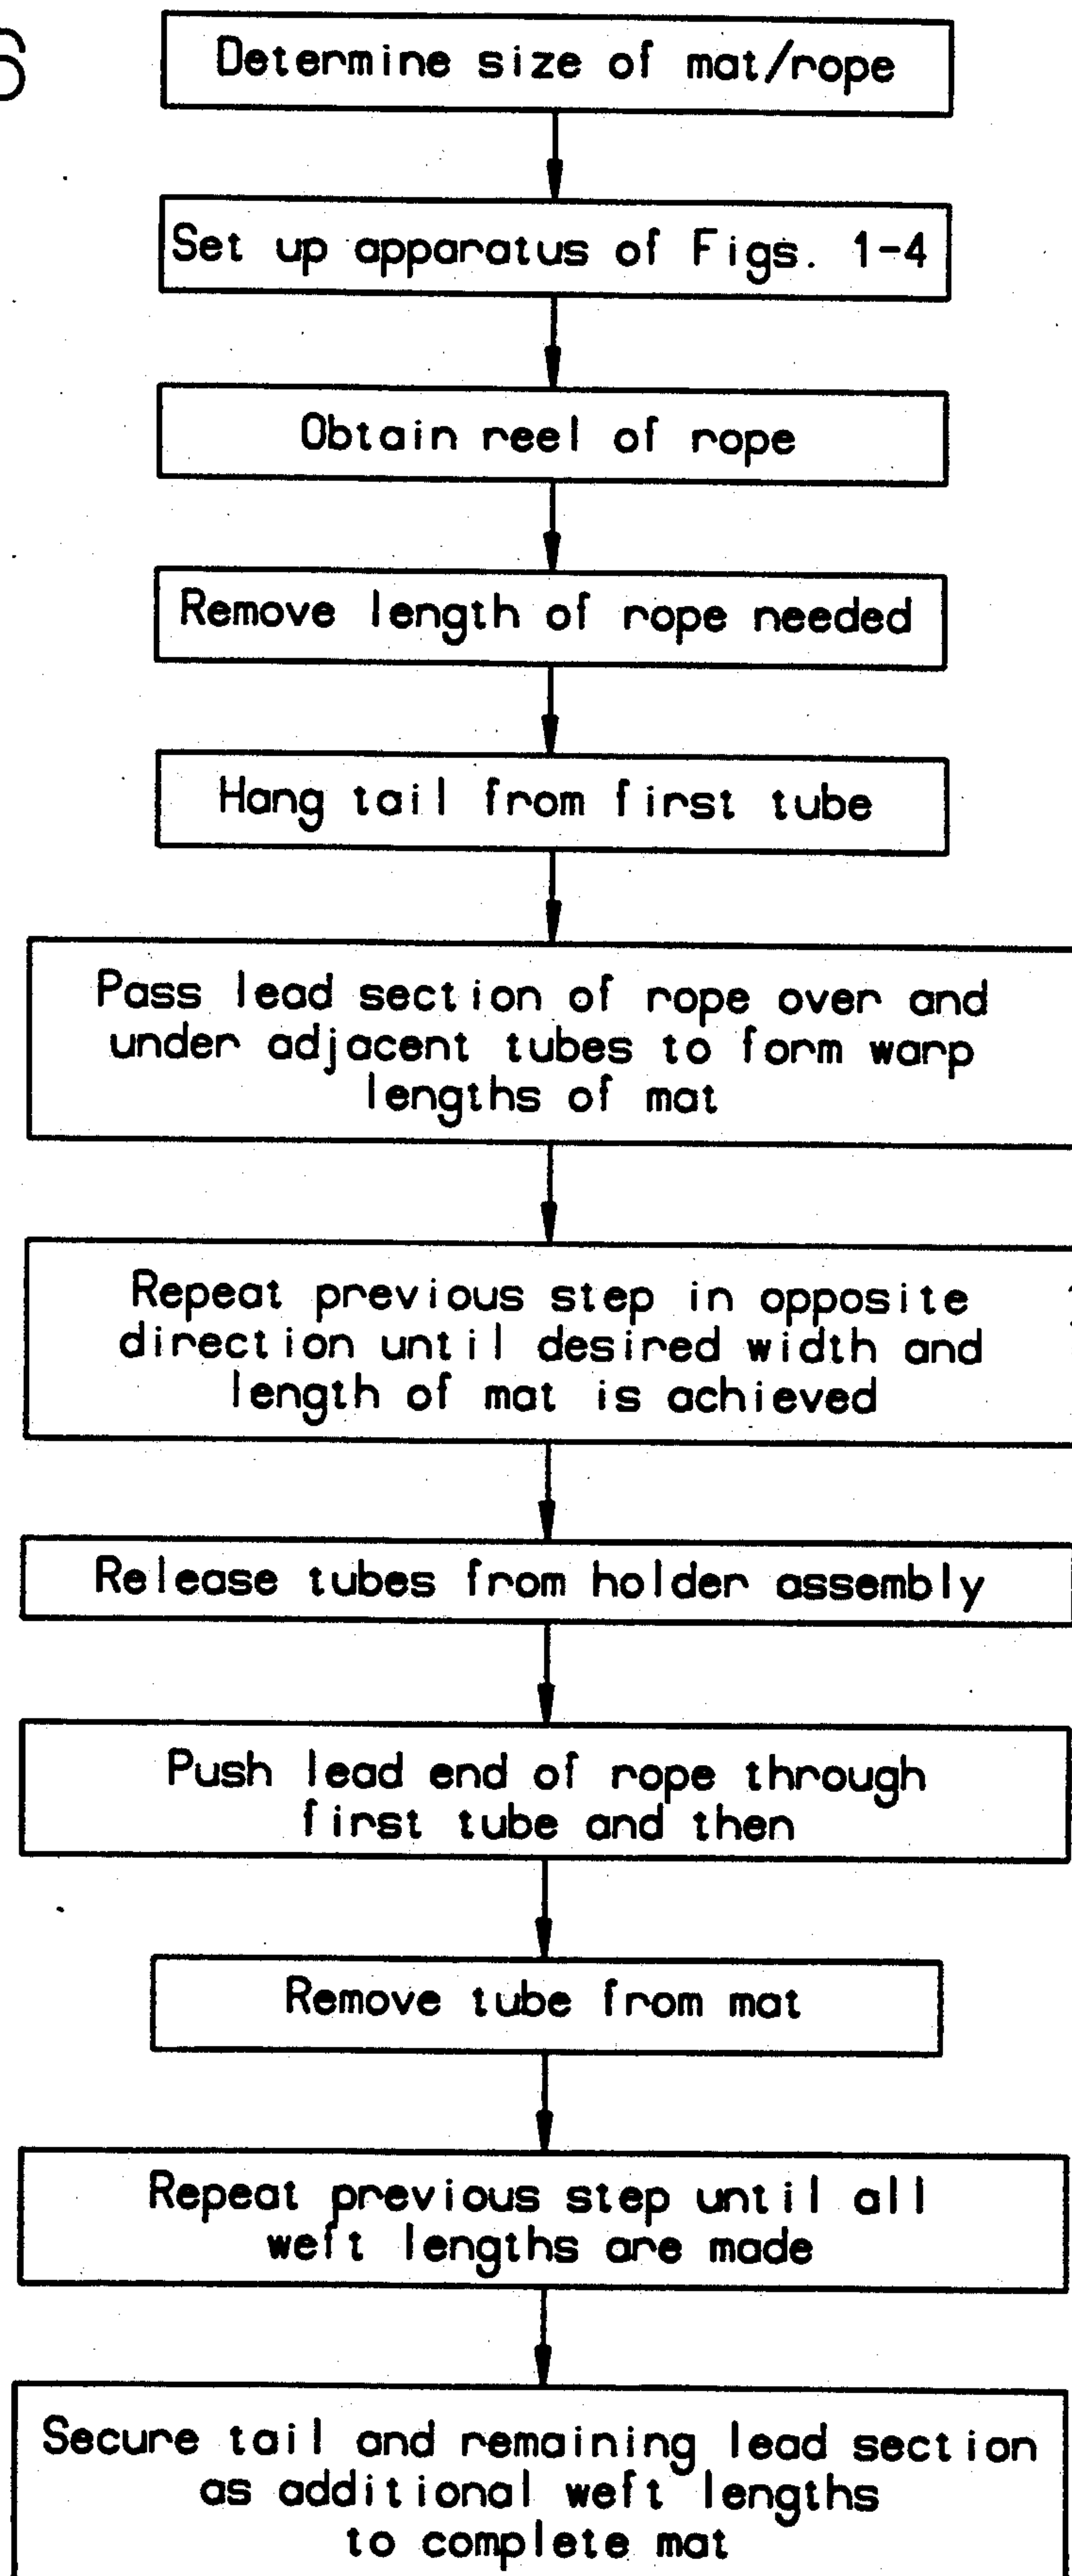 6
Determine size of mat/rope
Set up apparatus of Figs. 1-4
Obtain reel of rope
Remove length of rope needed
Hang tail from first tube
Pass lead section of rope over and
under adjacent tubes to form warp
lengths of mat
Repeat previous step in opposite
direction until desired width and
length of mat is achieved
Release tubes from holder assembly
Push lead end of rope through
first tube and then
Remove tube from mat
Repeat previous step until all
weft lengths are made
Secure tail and remaining lead section
as additional weft lengths
to complete mat